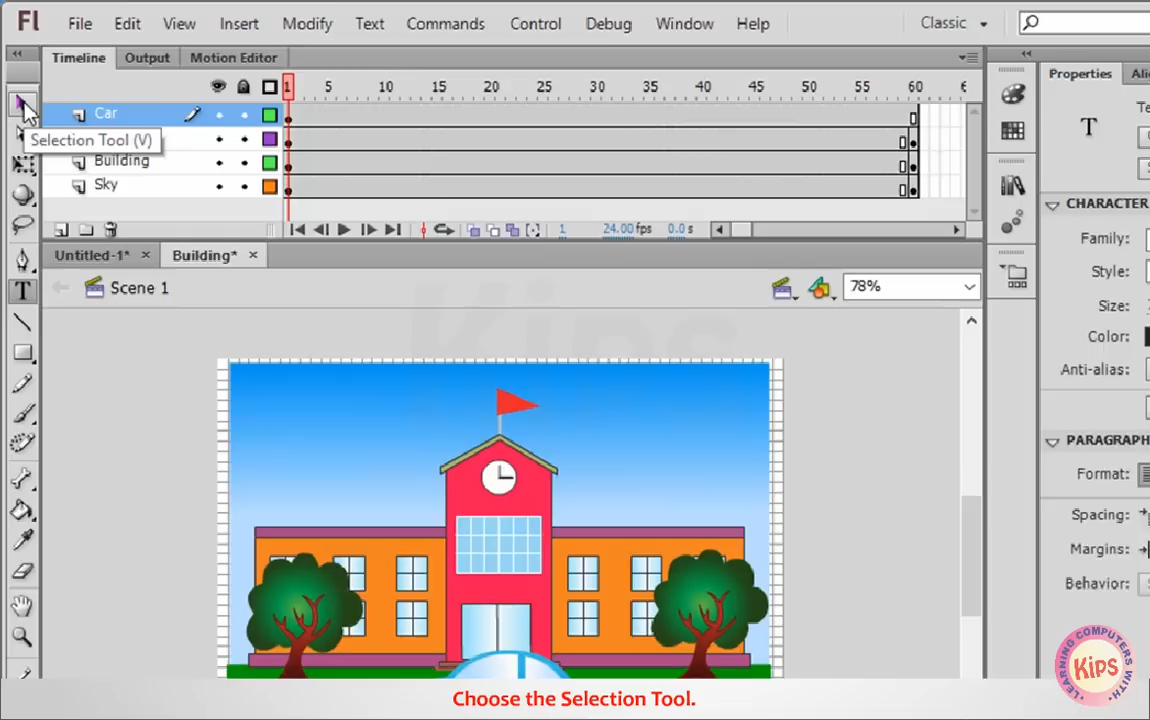 Fl File Edit View Insert Modify Text Commands Control Debug Window Help Classic
Timeline Output Motion Editor
1 5 10 15 20 25 30 35 40 45 50 55 60
Car
Selection Tool (V)
Building
Sky
1 24.00 fps 0.0 s
Untitled-1* × Building* ×
Scene 1 78%
Properties
T
CHARACTER
Family:
Style:
Size:
Color:
Anti-alias:
PARAGRAPH
Format:
Spacing:
Margins:
Behavior:
Kips
LEARNING COMPUTERS WITH
Kips
Choose the Selection Tool.